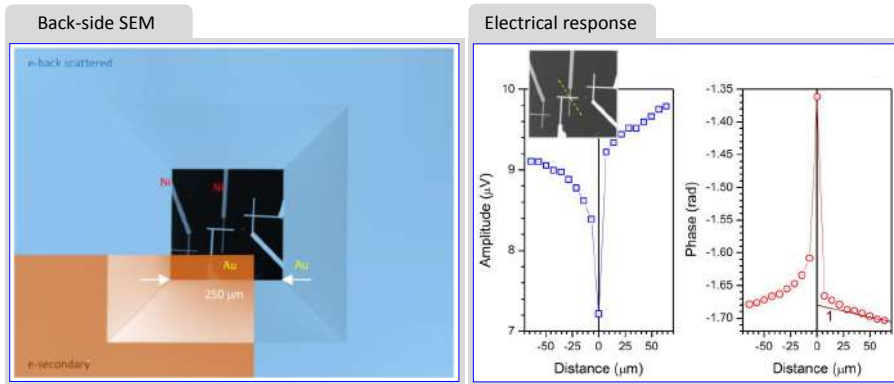 Back-side SEM
e-back scattered
Ni
Ni
Au
Au
250 µm
e-secondary
Electrical response
10
9
8
7
Amplitude (µV)
-50
-25
0
25
50
Distance (µm)
-1.35
-1.40
-1.45
-1.50
-1.55
-1.60
-1.65
-1.70
Phase (rad)
1
-50
-25
0
25
50
Distance (µm)